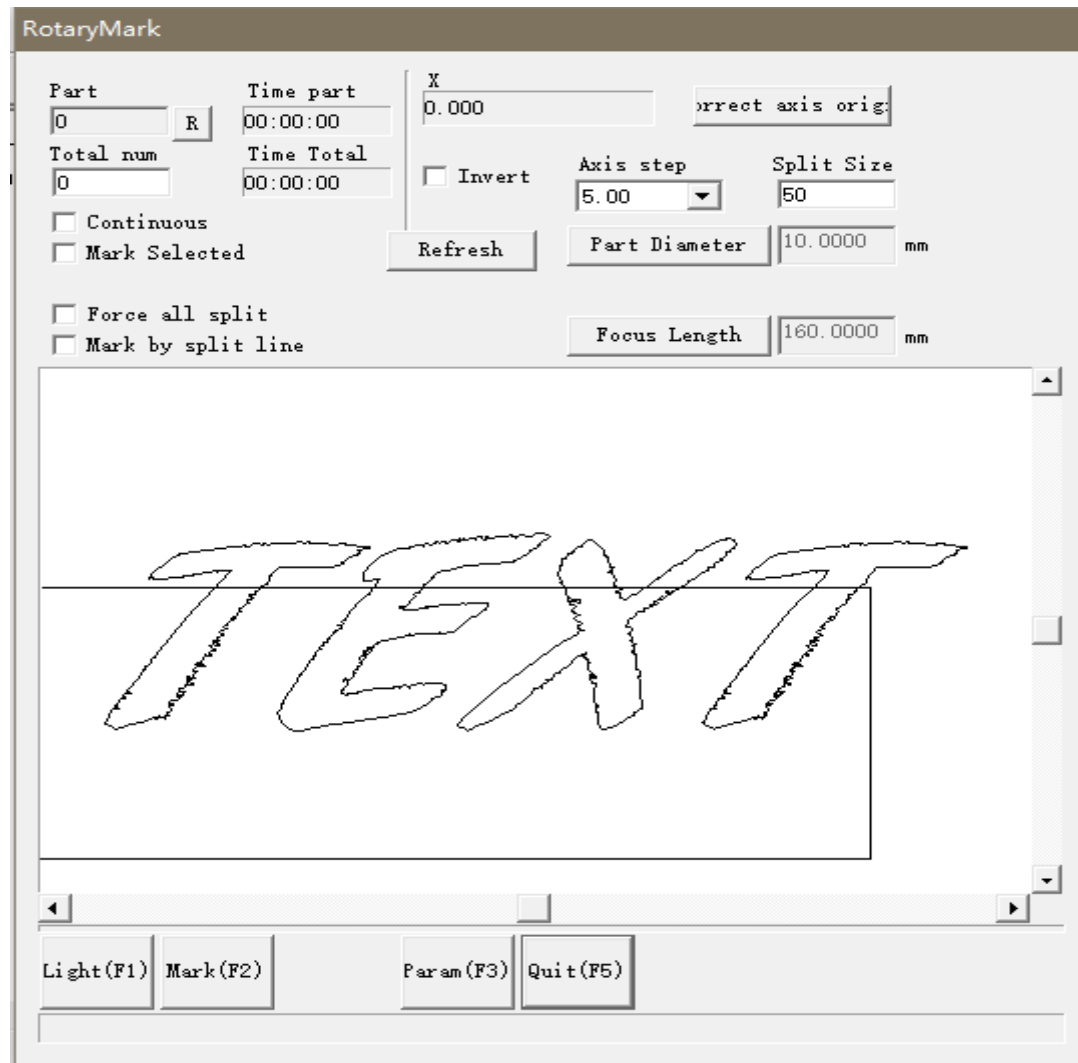 RotaryMark
Part
Time part
X
0
R
00:00:00
0.000
orrect axis orig
Total num
Time Total
0
00:00:00
Invert
Axis step
Split Size
5.00
50
Continuous
Mark Selected
Refresh
Part Diameter
10.0000
mm
Force all split
Mark by split line
Focus Length
160.0000
mm
TEXT
Light(F1)
Mark(F2)
Param(F3)
Quit(F5)